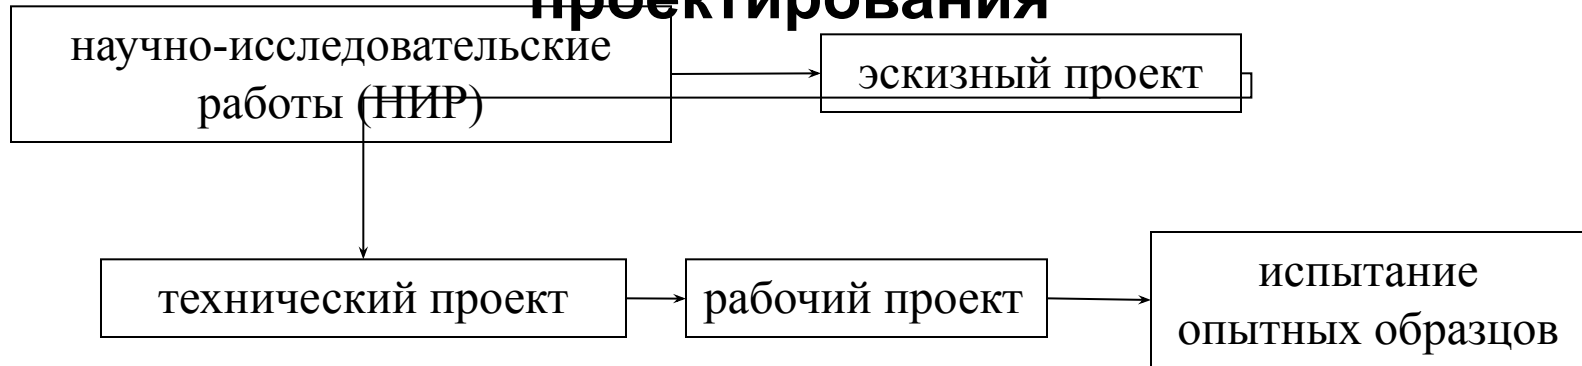 проектирования
научно-исследовательские
работы (НИР)
эскизный проект
технический проект
рабочий проект
испытание
опытных образцов